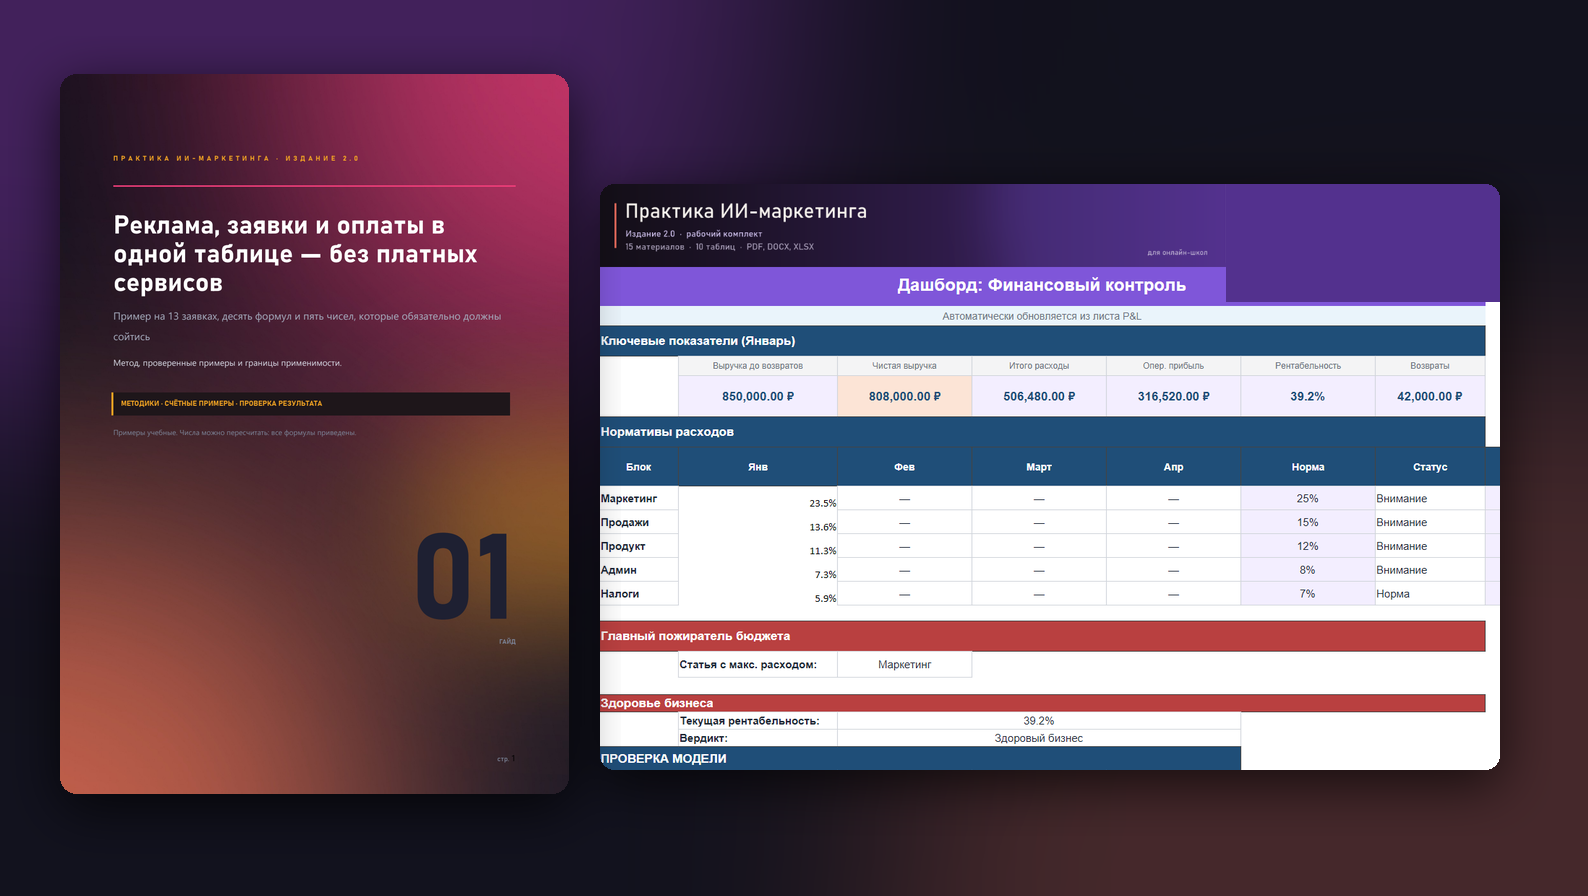 ПРАКТИКА ИИ-МАРКЕТИНГА · ИЗДАНИЕ 2.0
Реклама, заявки и оплаты в
одной таблице — без платных
сервисов
Пример на 13 заявках, десять формул и пять чисел, которые обязательно должны
сойтись
Метод, проверенные примеры и границы применимости.
МЕТОДИКИ · СЧЁТНЫЕ ПРИМЕРЫ · ПРОВЕРКА РЕЗУЛЬТАТА
Примеры учебные. Числа можно пересчитать: все формулы приведены.
01
ГАЙД
стр. 1
Практика ИИ-маркетинга
Издание 2.0 · рабочий комплект
15 материалов · 10 таблиц · PDF, DOCX, XLSX
для онлайн-школ
Дашборд: Финансовый контроль
Автоматически обновляется из листа P&L
Ключевые показатели (Январь)
Выручка до возвратов Чистая выручка Итого расходы Опер. прибыль Рентабельность Возвраты
850,000.00 ₽ 808,000.00 ₽ 506,480.00 ₽ 316,520.00 ₽ 39.2% 42,000.00 ₽
Нормативы расходов
Блок Янв Фев Март Апр Норма Статус
Маркетинг 23.5% — — — 25% Внимание
Продажи 13.6% — — — 15% Внимание
Продукт 11.3% — — — 12% Внимание
Админ 7.3% — — — 8% Внимание
Налоги 5.9% — — — 7% Норма
Главный пожиратель бюджета
Статья с макс. расходом: Маркетинг
Здоровье бизнеса
Текущая рентабельность: 39.2%
Вердикт: Здоровый бизнес
ПРОВЕРКА МОДЕЛИ